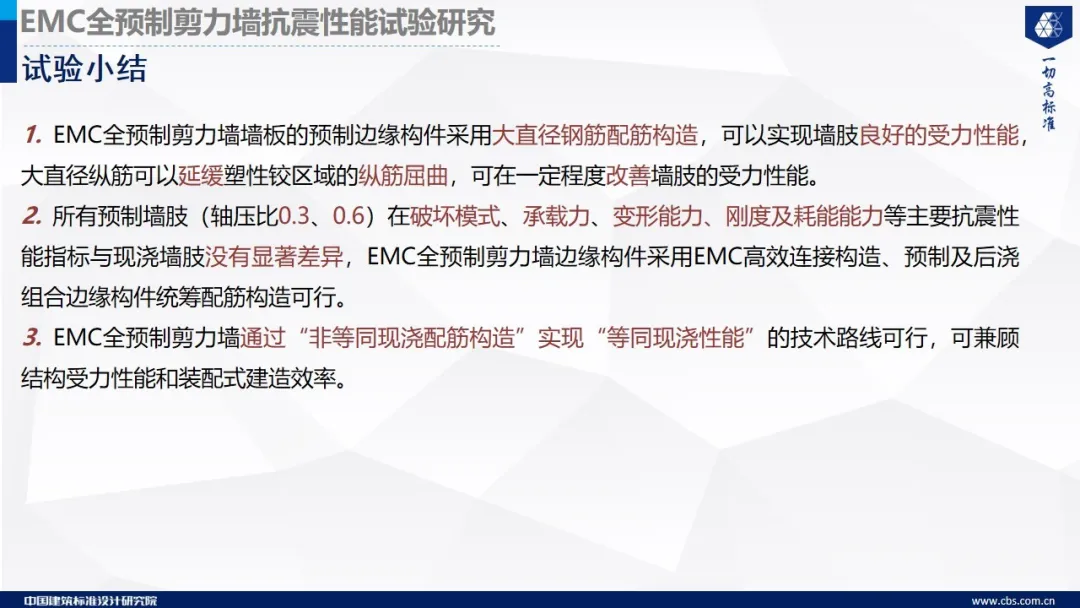 EMC全预制剪力墙抗震性能试验研究
试验小结
一切高标准
1. EMC全预制剪力墙墙板的预制边缘构件采用大直径钢筋配筋构造，可以实现墙肢良好的受力性能，
大直径纵筋可以延缓塑性铰区域的纵筋屈曲，可在一定程度改善墙肢的受力性能。
2. 所有预制墙肢（轴压比0.3、0.6）在破坏模式、承载力、变形能力、刚度及耗能能力等主要抗震性
能指标与现浇墙肢没有显著差异，EMC全预制剪力墙边缘构件采用EMC高效连接构造、预制及后浇
组合边缘构件统筹配筋构造可行。
3. EMC全预制剪力墙通过“非等同现浇配筋构造”实现“等同现浇性能”的技术路线可行，可兼顾
结构受力性能和装配式建造效率。
中国建筑标准设计研究院
www.cbs.com.cn